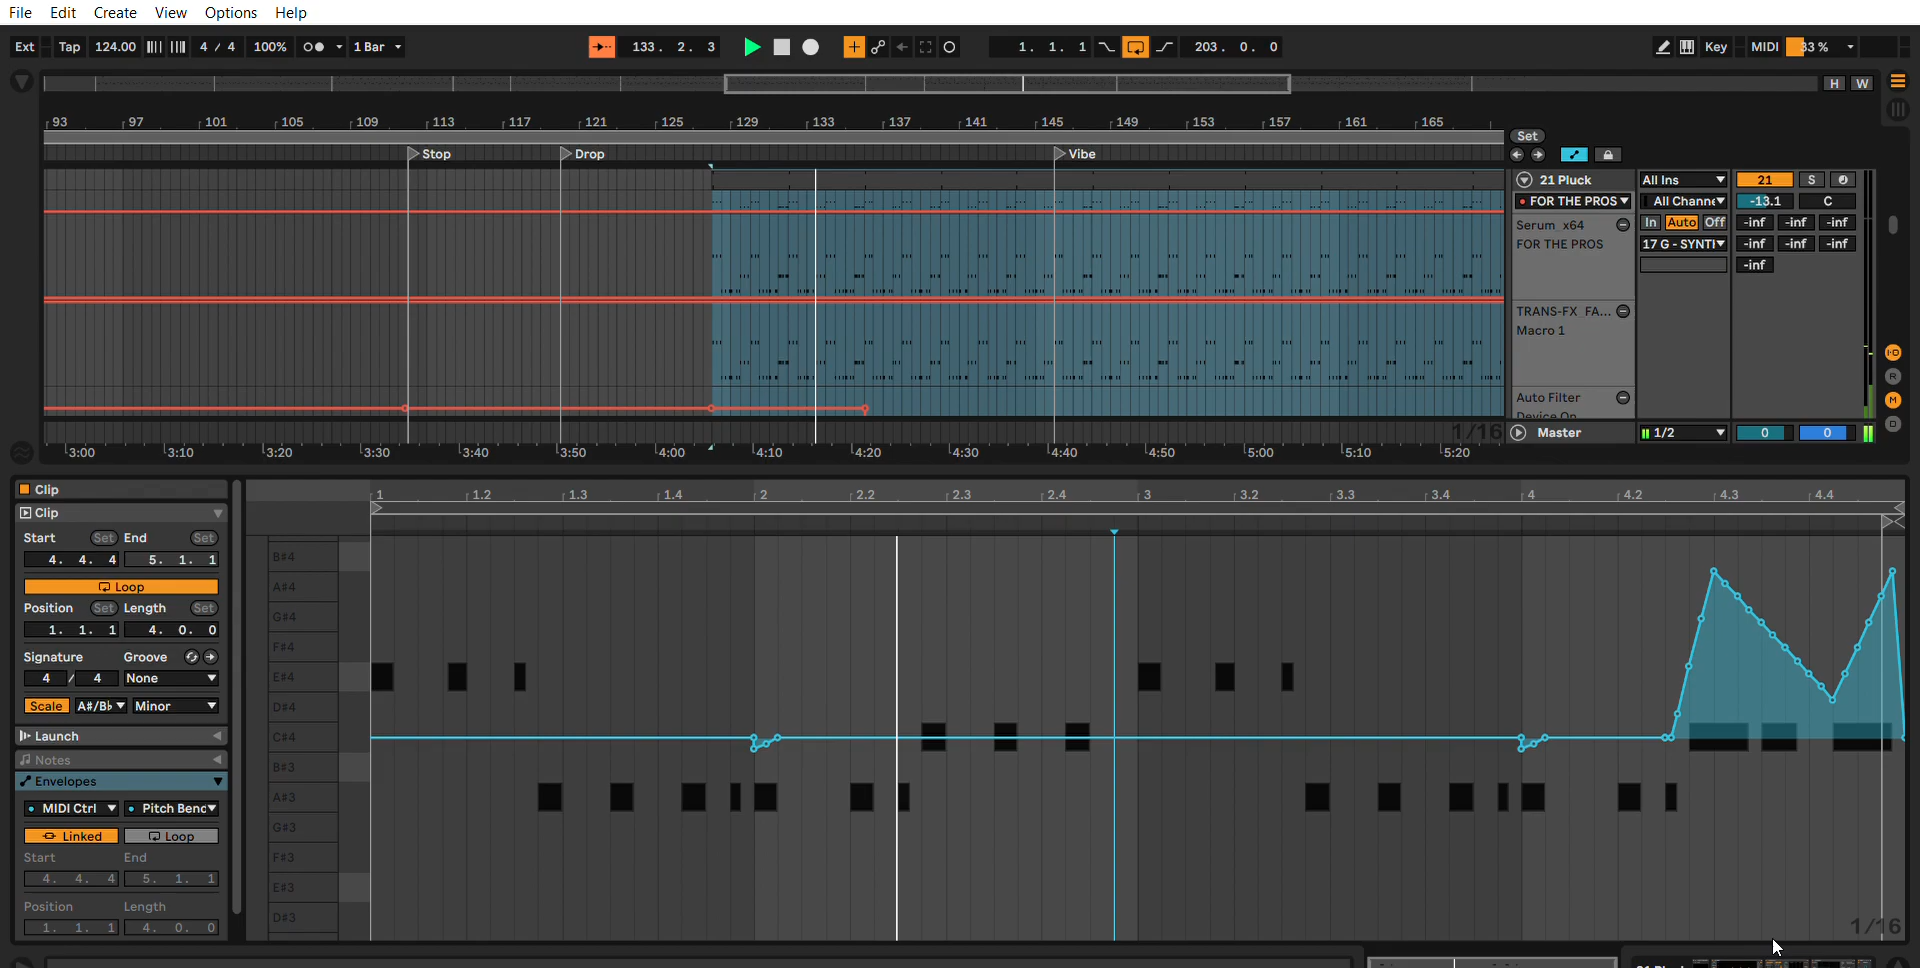 File Edit Create View Options Help
Ext Tap 124.00 4 / 4 100% 1 Bar 133. 2. 3 1. 1. 1 203. 0. 0 Key MIDI 33 %
H W
93 97 101 105 109 113 117 121 125 129 133 137 141 145 149 153 157 161 165
Set
Stop Drop Vibe
21 Pluck All Ins 21 S
FOR THE PROS All Channe -13.1 C
Serum x64 In Auto Off -inf -inf -inf
FOR THE PROS 17 G - SYNTI -inf -inf -inf
-inf
TRANS-FX FA...
Macro 1
Auto Filter
Device On
1/16 Master 1/2 0 0
3:00 3:10 3:20 3:30 3:40 3:50 4:00 4:10 4:20 4:30 4:40 4:50 5:00 5:10 5:20
Clip
1 1.2 1.3 1.4 2 2.2 2.3 2.4 3 3.2 3.3 3.4 4 4.2 4.3 4.4
Clip
Start Set End Set
4. 4. 4 5. 1. 1
Loop
Position Set Length Set
1. 1. 1 4. 0. 0
Signature Groove
4 / 4 None
Scale A#/Bb Minor
Launch
Notes
Envelopes
MIDI Ctrl Pitch Benc
Linked Loop
Start End
4. 4. 4 5. 1. 1
Position Length
1. 1. 1 4. 0. 0
B#4
A#4
G#4
F#4
E#4
D#4
C#4
B#3
A#3
G#3
F#3
E#3
D#3
1/16